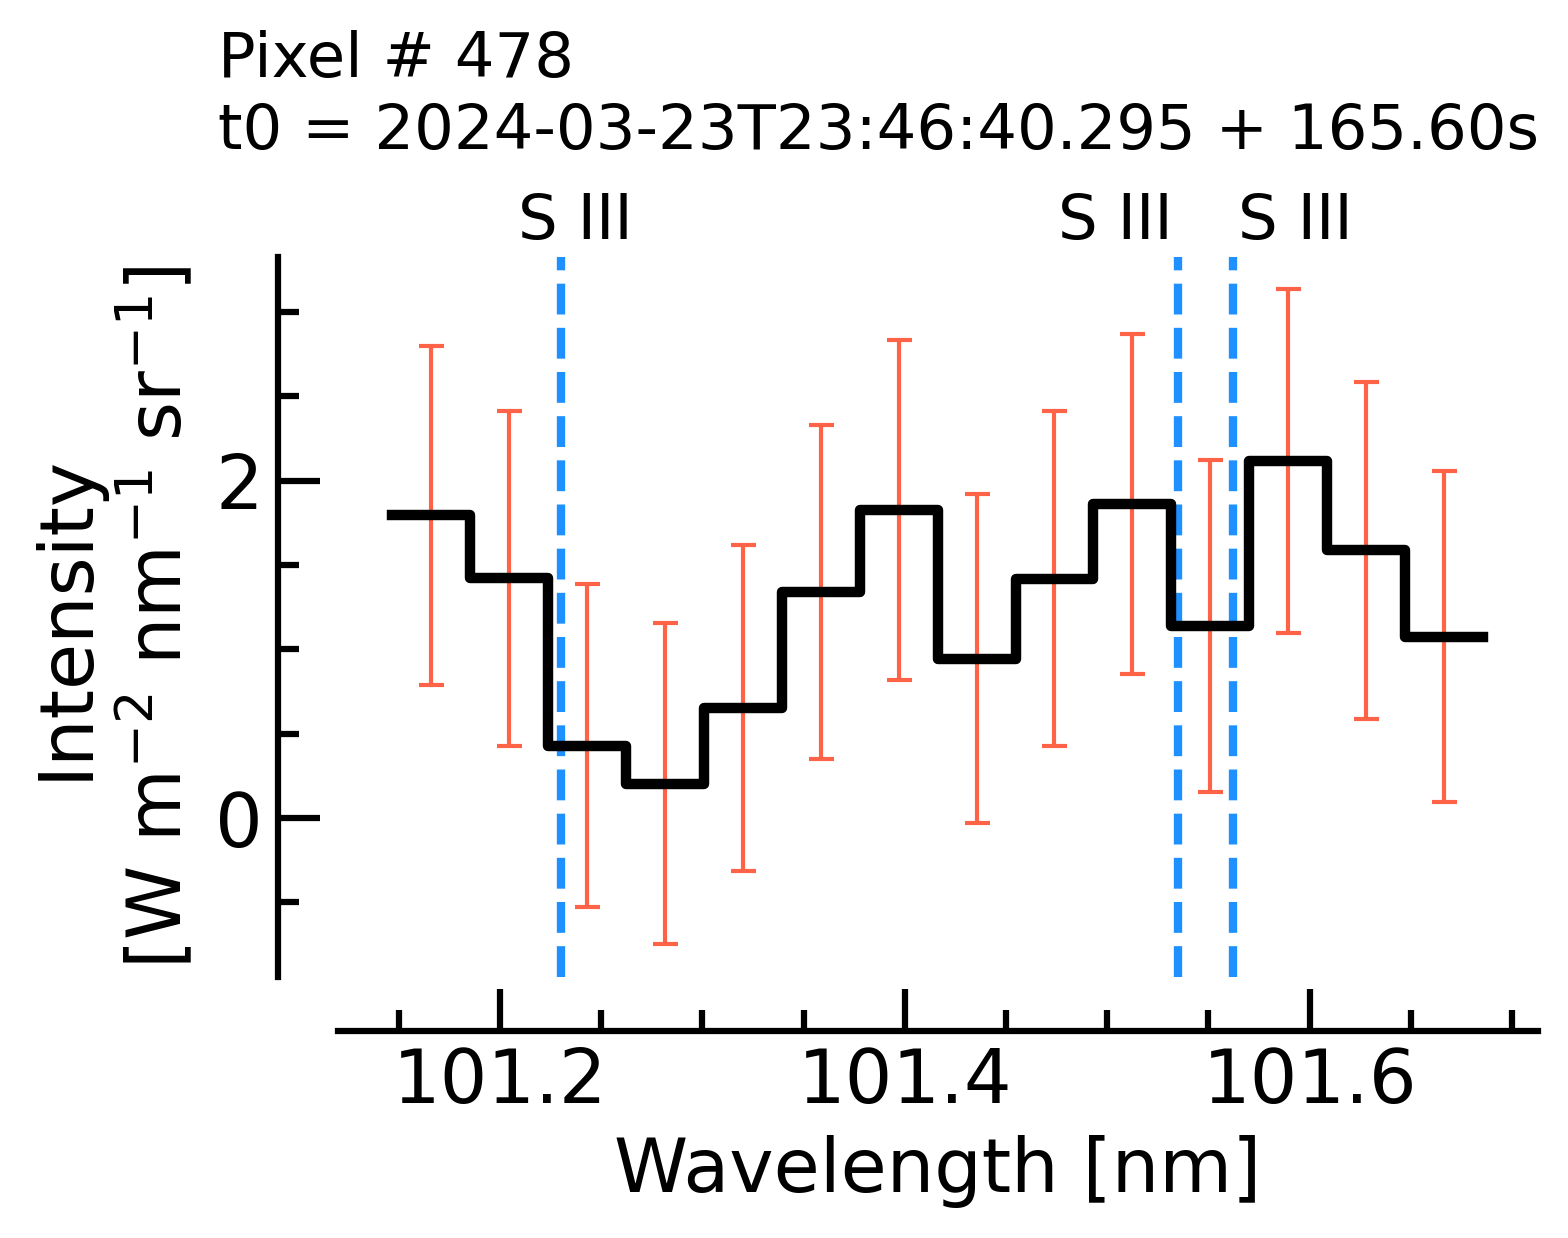 Pixel # 478
t0 = 2024-03-23T23:46:40.295 + 165.60s
S III S III S III
Intensity
[W m⁻² nm⁻¹ sr⁻¹]
2
0
101.2 101.4 101.6
Wavelength [nm]